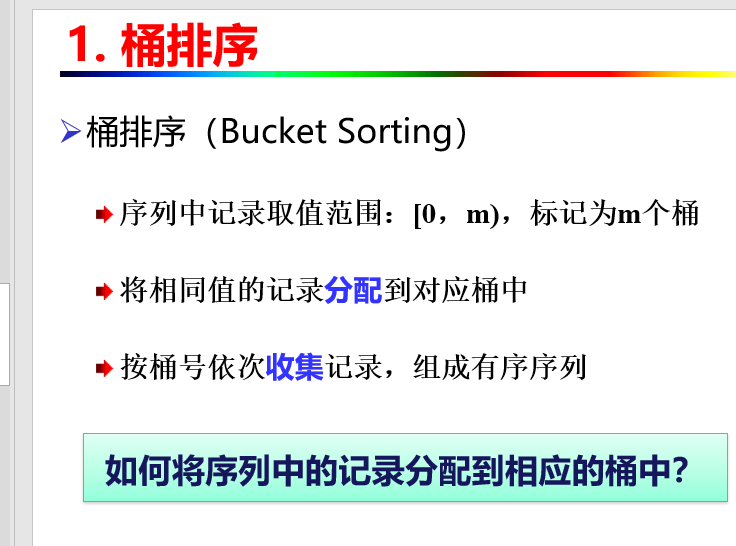 1. 桶排序
桶排序（Bucket Sorting）
序列中记录取值范围：[0，m)，标记为m个桶
将相同值的记录分配到对应桶中
按桶号依次收集记录，组成有序序列
如何将序列中的记录分配到相应的桶中？